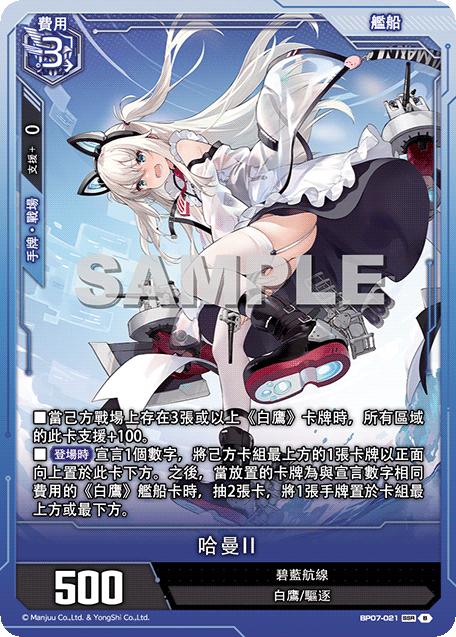 費用
艦船
3
支援+ 0
手牌・戰場
SAMPLE
■當己方戰場上存在3張或以上《白鷹》卡牌時，所有區域
的此卡支援+100。
■登場時 宣言1個數字，將己方卡組最上方的1張卡牌以正面
向上置於此卡下方。之後，當放置的卡牌為與宣言數字相同
費用的《白鷹》艦船卡時，抽2張卡，將1張手牌置於卡組最
上方或最下方。
哈曼II
500
碧藍航線
白鷹/驅逐
© Manjuu Co.,Ltd. & YongShi Co.,Ltd.
BP07-021 SSR B